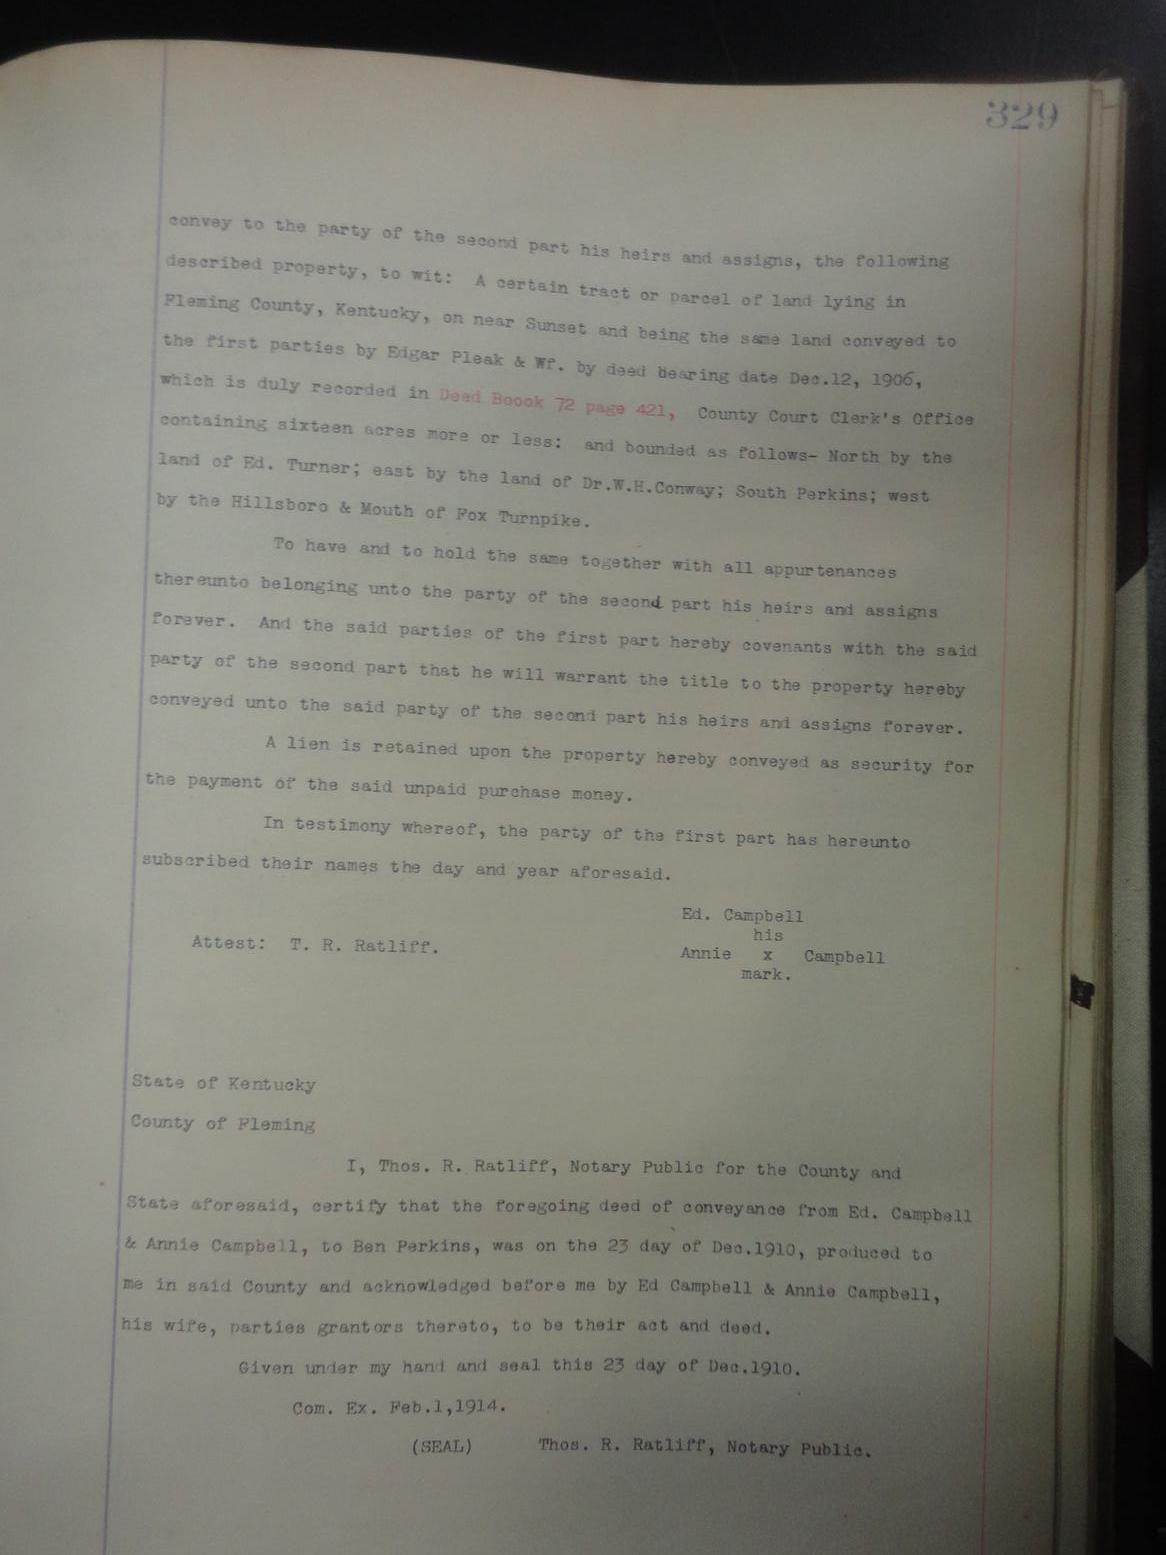 329
convey to the party of the second part his heirs and assigns, the following
described property, to wit: A certain tract or parcel of land lying in
Fleming County, Kentucky, on near Sunset and being the same land conveyed to
the first parties by Edgar Pleak & Wf. by deed bearing date Dec.12, 1906,
which is duly recorded in Deed Boook 72 page 421, County Court Clerk's Office
containing sixteen acres more or less: and bounded as follows- North by the
land of Ed. Turner; east by the land of Dr.W.H.Conway; South Perkins; west
by the Hillsboro & Mouth of Fox Turnpike.
To have and to hold the same together with all appurtenances
thereunto belonging unto the party of the second part his heirs and assigns
forever. And the said parties of the first part hereby covenants with the said
party of the second part that he will warrant the title to the property hereby
conveyed unto the said party of the second part his heirs and assigns forever.
A lien is retained upon the property hereby conveyed as security for
the payment of the said unpaid purchase money.
In testimony whereof, the party of the first part has hereunto
subscribed their names the day and year aforesaid.
Ed. Campbell
his
Attest: T. R. Ratliff. Annie x Campbell
mark.
State of Kentucky
County of Fleming
I, Thos. R. Ratliff, Notary Public for the County and
State aforesaid, certify that the foregoing deed of conveyance from Ed. Campbell
& Annie Campbell, to Ben Perkins, was on the 23 day of Dec.1910, produced to
me in said County and acknowledged before me by Ed Campbell & Annie Campbell,
his wife, parties grantors thereto, to be their act and deed.
Given under my hand and seal this 23 day of Dec.1910.
Com. Ex. Feb.1,1914.
(SEAL) Thos. R. Ratliff, Notary Public.